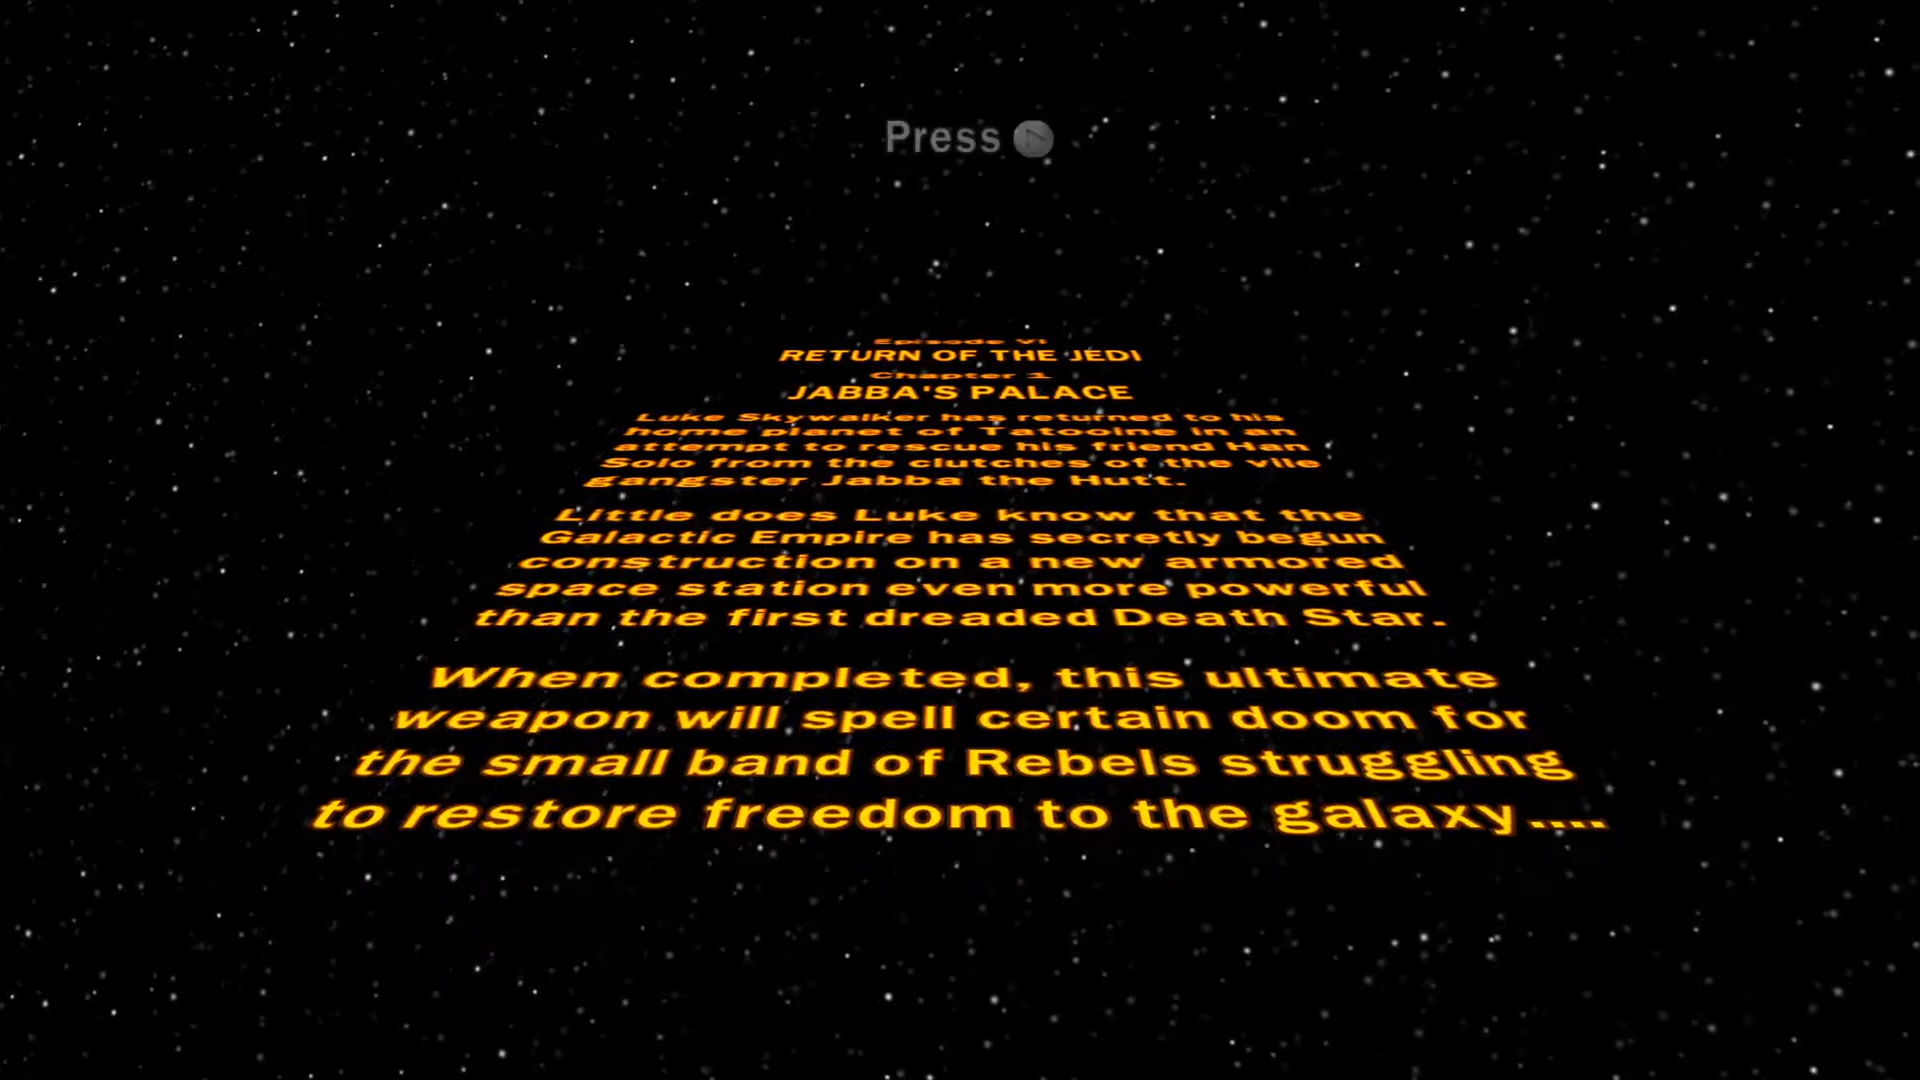 Press
Episode VI
RETURN OF THE JEDI
Chapter 1
JABBA'S PALACE
Luke Skywalker has returned to his
home planet of Tatooine in an
attempt to rescue his friend Han
Solo from the clutches of the vile
gangster Jabba the Hutt.
Little does Luke know that the
Galactic Empire has secretly begun
construction on a new armored
space station even more powerful
than the first dreaded Death Star.
When completed, this ultimate
weapon will spell certain doom for
the small band of Rebels struggling
to restore freedom to the galaxy....